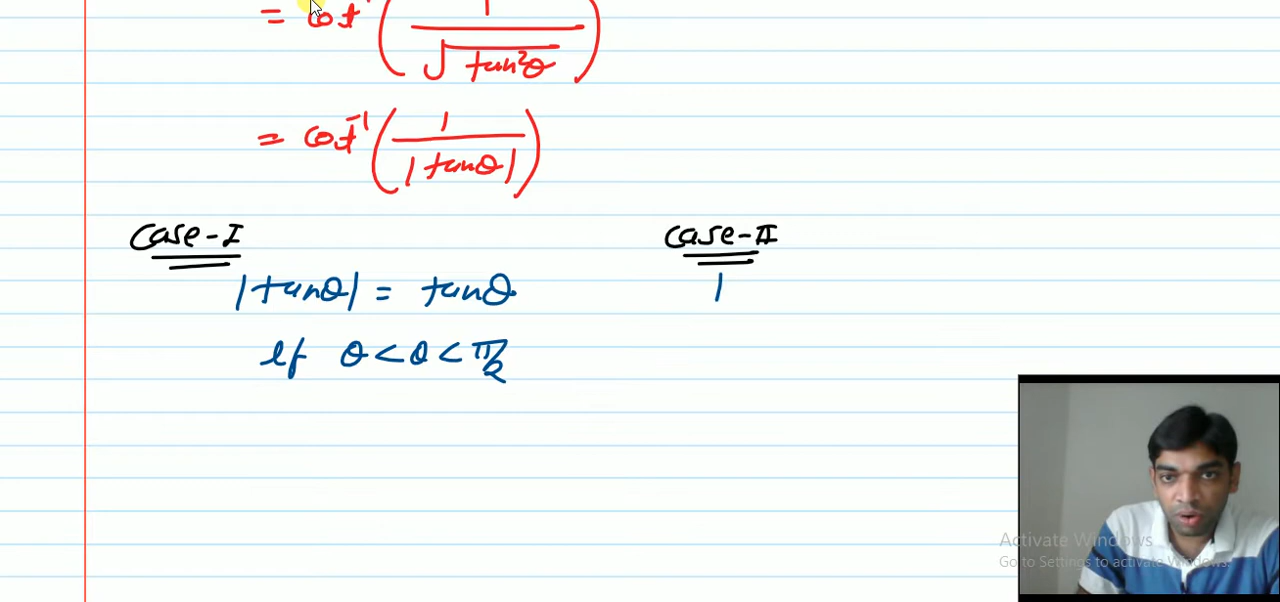 = cot⁻¹(1/√tan²θ)
= cot⁻¹(1/|tanθ|)
Case-I
|tanθ| = tanθ
If 0<θ<π/2
Case-II
|
Activate Windows
Go to Settings to activate Windows.